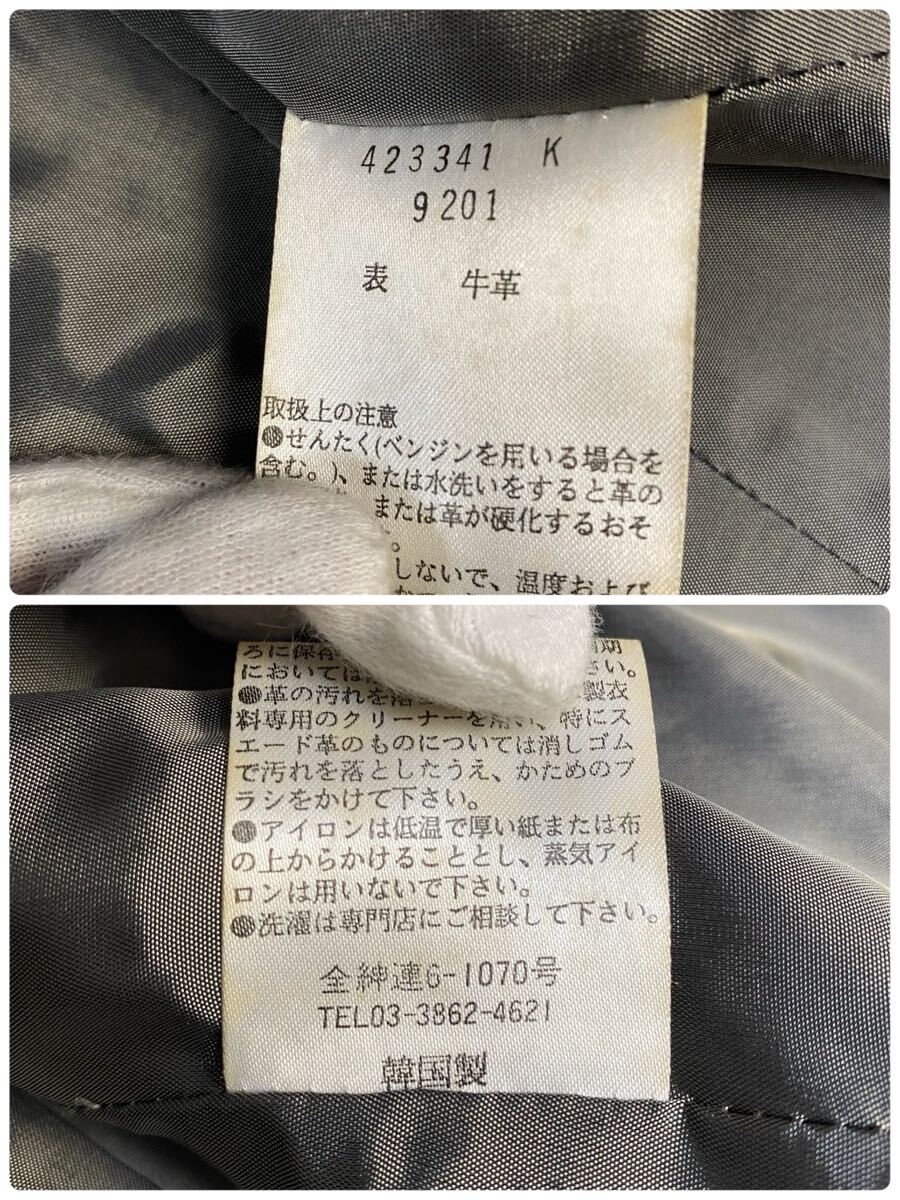 423341 K
9201
表 牛革
取扱上の注意
●せんたく(ベンジンを用いる場合を
含む。)、または水洗いをすると革の
または革が硬化するおそ
。
しないで、温度および
においては さい。
●革の汚れを落 製衣
料専用のクリーナーを用い、特にス
エード革のものについては消しゴム
で汚れを落としたうえ、かためのブ
ラシをかけて下さい。
●アイロンは低温で厚い紙または布
の上からかけることとし、蒸気アイ
ロンは用いないで下さい。
●洗濯は専門店にご相談して下さい。
全紳連6-1070号
TEL03-3862-4621
韓国製